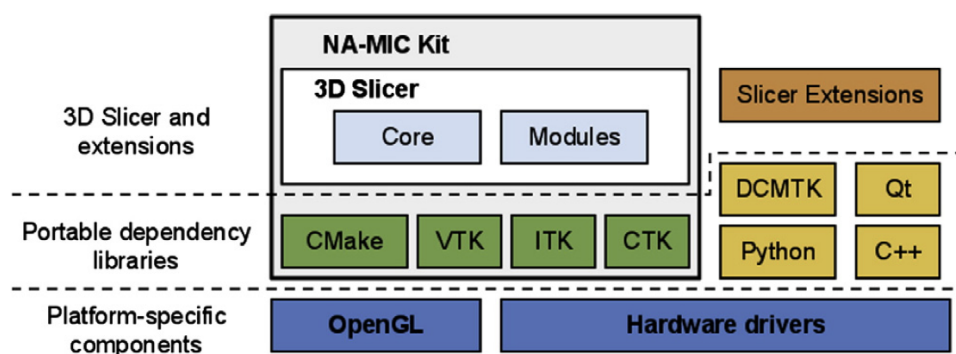 NA-MIC Kit
3D Slicer
Core
Modules
Slicer Extensions
3D Slicer and
extensions
DCMTK
Qt
Portable dependency
libraries
CMake
VTK
ITK
CTK
Python
C++
Platform-specific
components
OpenGL
Hardware drivers